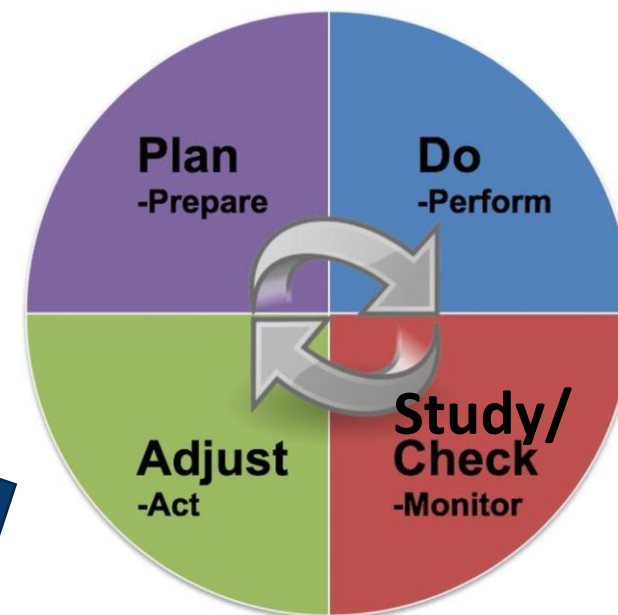 Plan
-Prepare
Do
-Perform
Study/
Check
-Monitor
Adjust
-Act